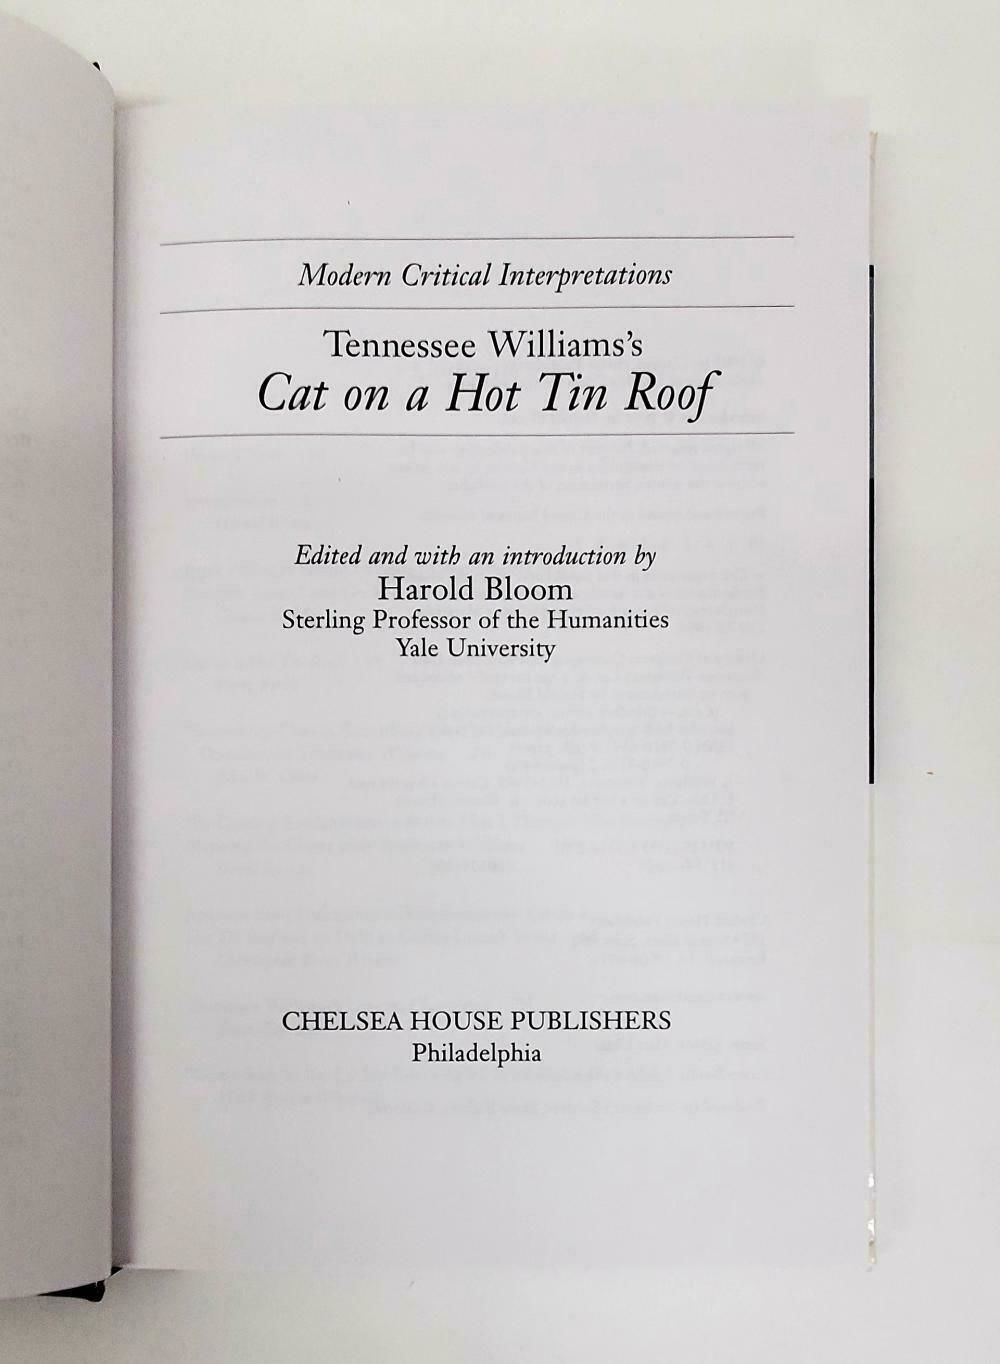 Modern Critical Interpretations
Tennessee Williams's
Cat on a Hot Tin Roof
Edited and with an introduction by
Harold Bloom
Sterling Professor of the Humanities
Yale University
CHELSEA HOUSE PUBLISHERS
Philadelphia